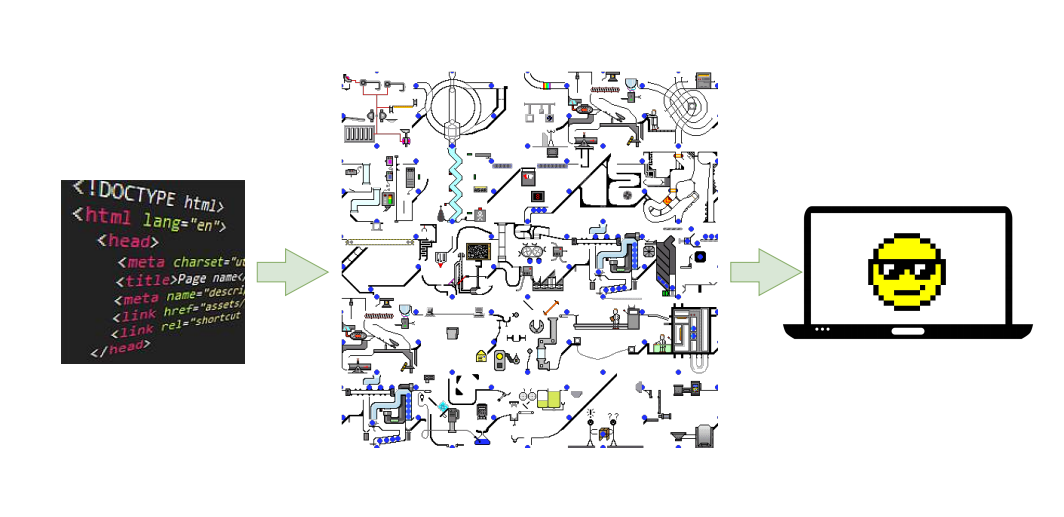 <!DOCTYPE html>
<html lang="en">
<head>
<meta charset="u
<title>Page name</
<meta name="descri
<link href="assets/
<link rel="shortcut
</head>
? ?